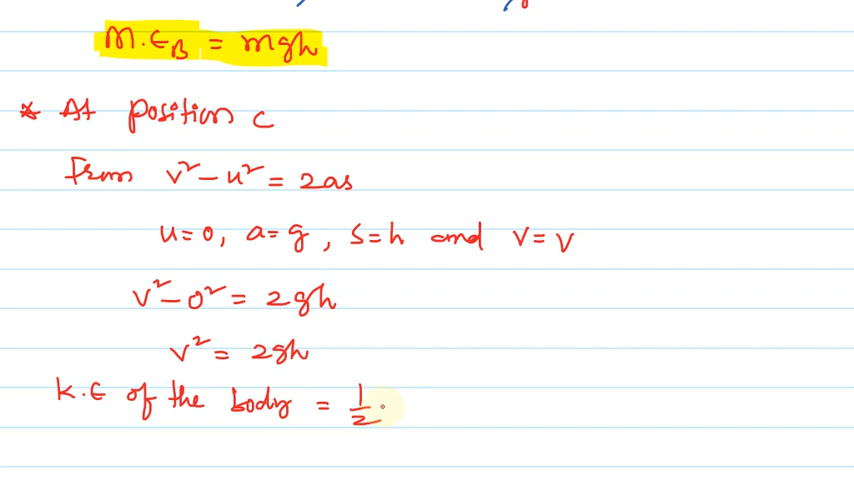 M.E_B = mgh
* At position C
From v² - u² = 2as
u=0, a=g, s=h and v=v
v² - 0² = 2gh
v² = 2gh
K.E of the body = 1/2